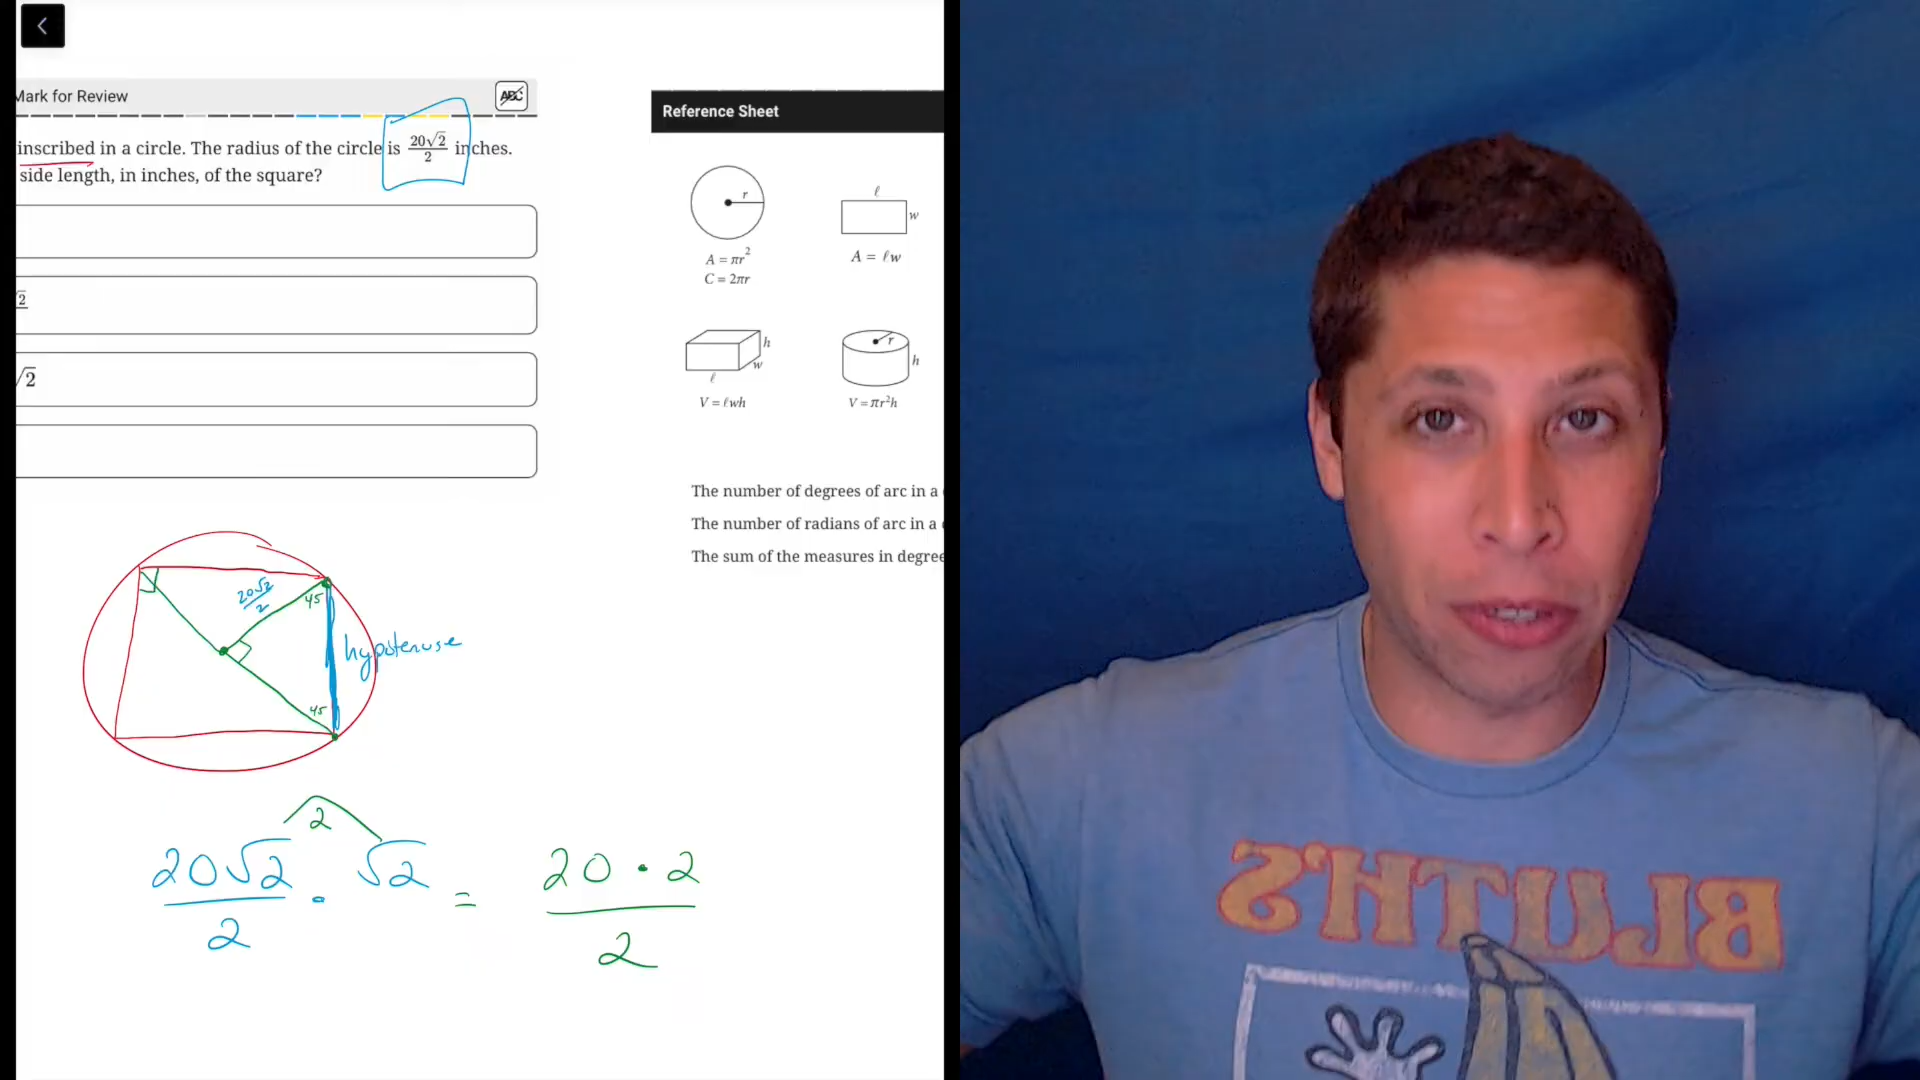 Mark for Review
ABC
inscribed in a circle. The radius of the circle is 20√2/2 inches.
side length, in inches, of the square?
√2
Reference Sheet
r
A = πr²
C = 2πr
ℓ
w
A = ℓw
h
w
ℓ
V = ℓwh
r
h
V = πr²h
The number of degrees of arc in a
The number of radians of arc in a
The sum of the measures in degree
20√2/2
45
hypotenuse
45
2
20√2/2 · √2 = 20 · 2/2
BLUTH'S